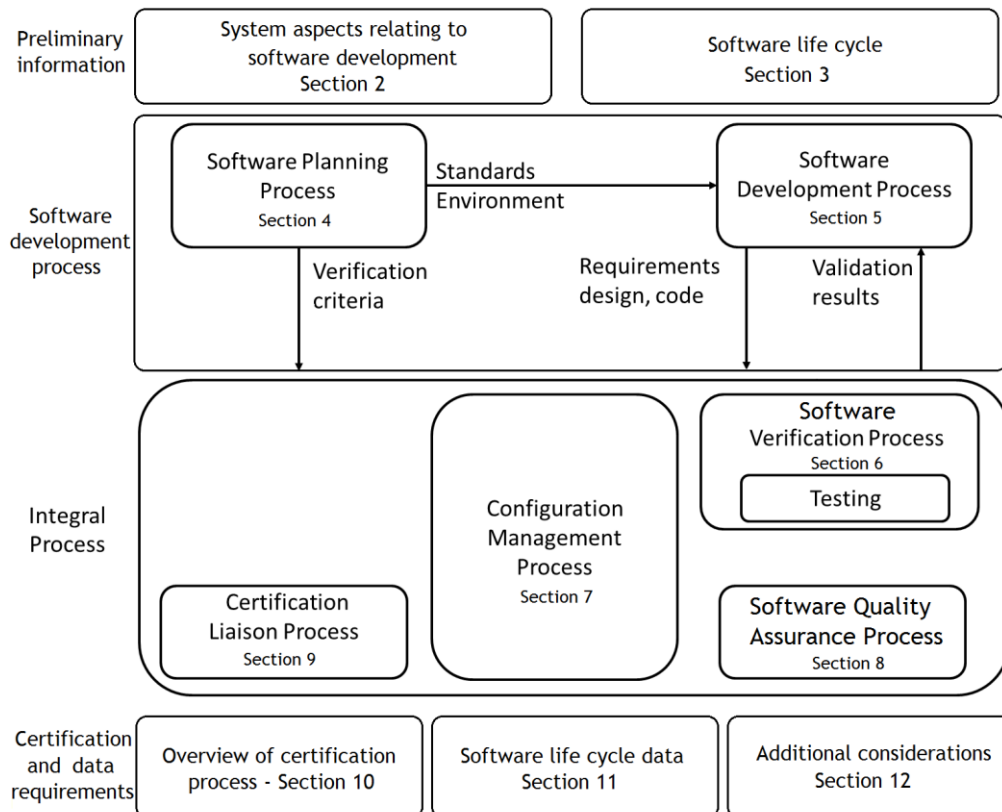 Preliminary
information
System aspects relating to
software development
Section 2
Software life cycle
Section 3
Software
development
process
Software Planning
Process
Section 4
Standards
Environment
Software
Development Process
Section 5
Verification
criteria
Requirements
design, code
Validation
results
Integral
Process
Certification
Liaison Process
Section 9
Configuration
Management
Process
Section 7
Software
Verification Process
Section 6
Testing
Software Quality
Assurance Process
Section 8
Certification
and data
requirements
Overview of certification
process - Section 10
Software life cycle data
Section 11
Additional considerations
Section 12